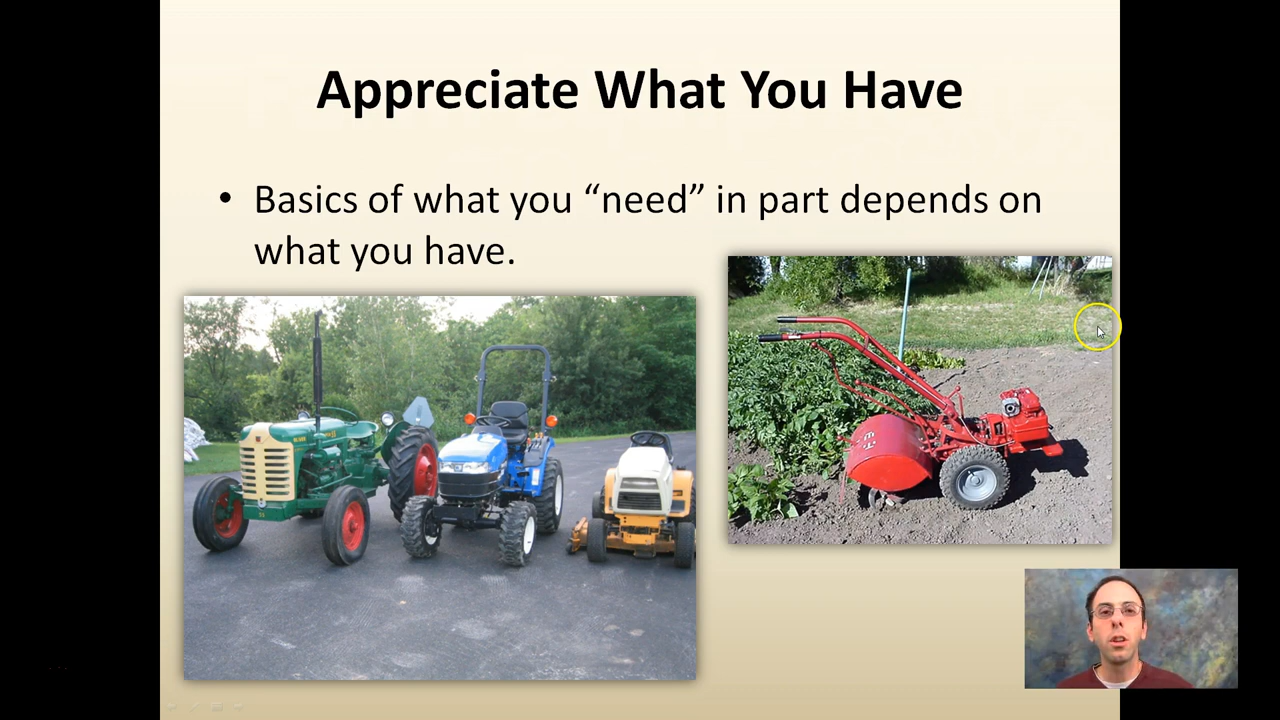 Appreciate What You Have
• Basics of what you “need” in part depends on
what you have.